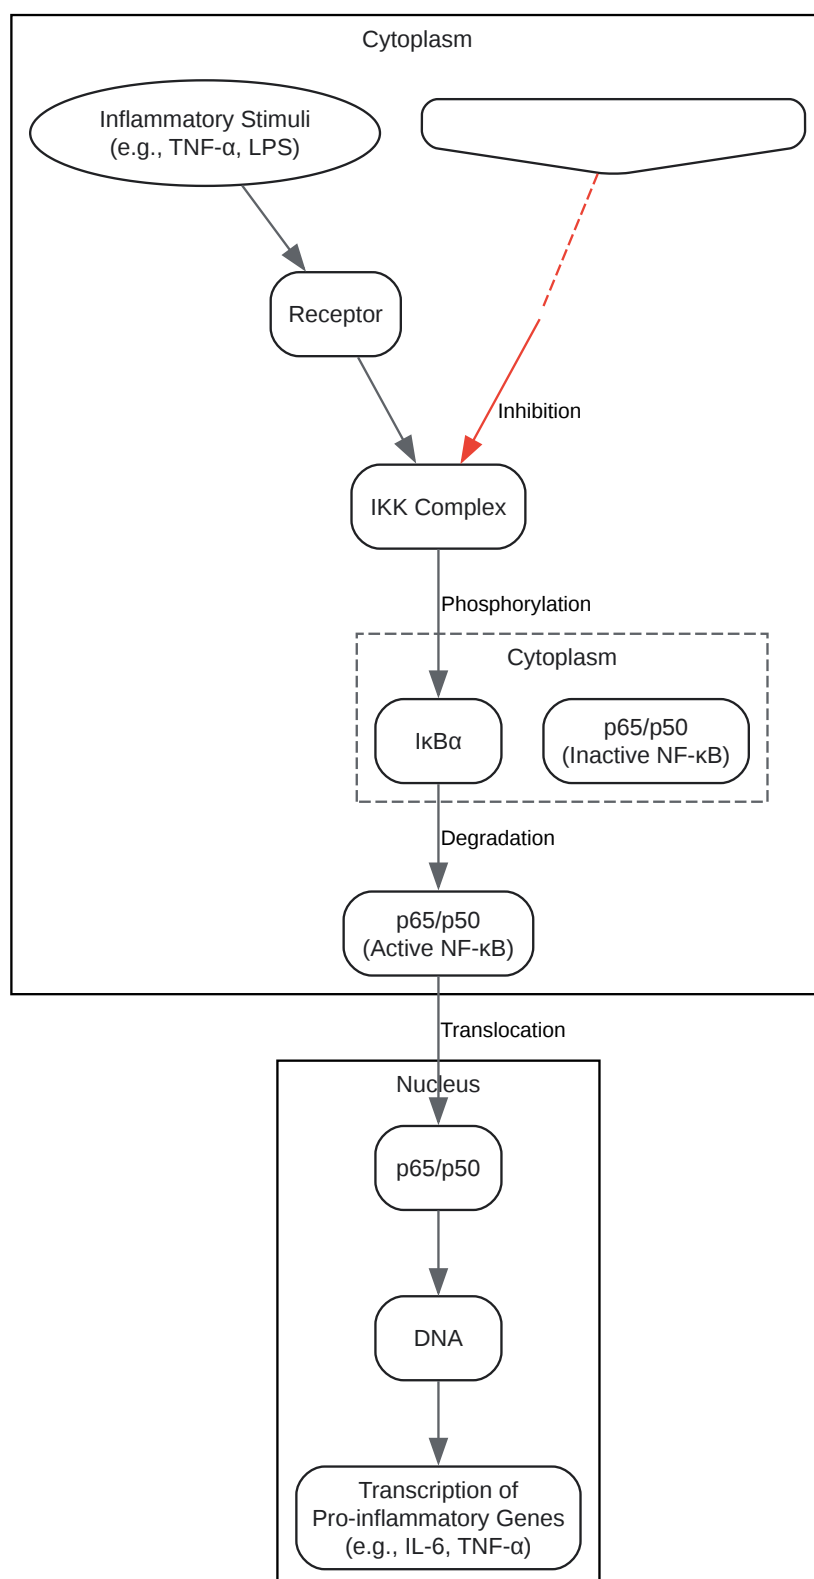 Cytoplasm
Inflammatory Stimuli
(e.g., TNF-α, LPS)
Receptor
Inhibition
IKK Complex
Phosphorylation
Cytoplasm
IκBα
p65/p50
(Inactive NF-κB)
Degradation
p65/p50
(Active NF-κB)
Translocation
Nucleus
p65/p50
DNA
Transcription of
Pro-inflammatory Genes
(e.g., IL-6, TNF-α)